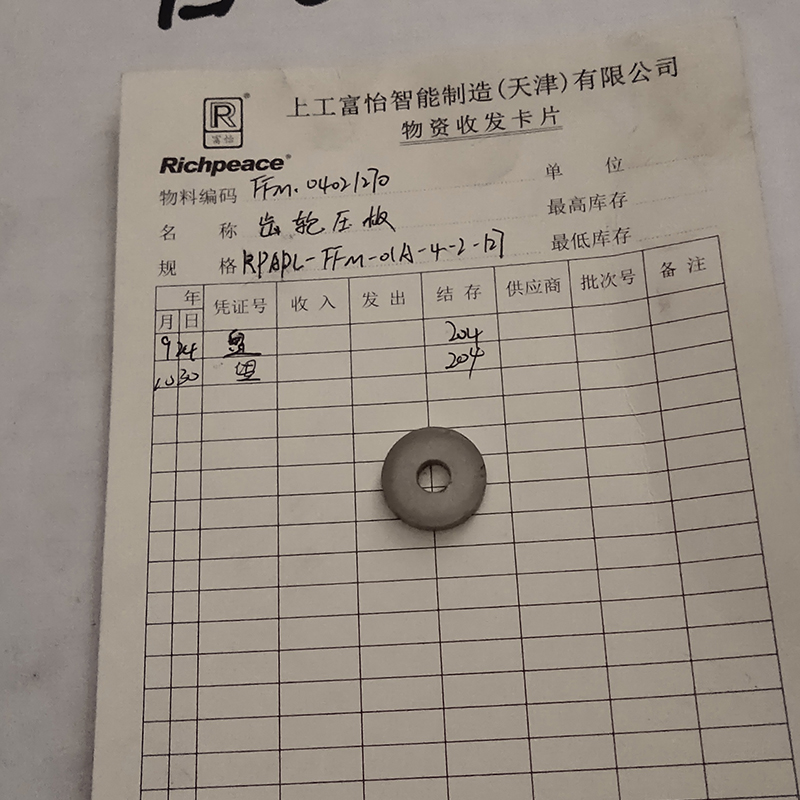 R
富怡
Richpeace
上工富怡智能制造(天津)有限公司
物资收发卡片
物料编码 FFM.04021270 单 位
名 称 齿轮压板 最高库存
规 格 RPAPL-FFM-01A-4-2-127 最低库存
年 凭证号 收入 发出 结存 供应商 批次号 备注
月 日
9 24 204
10 30 204